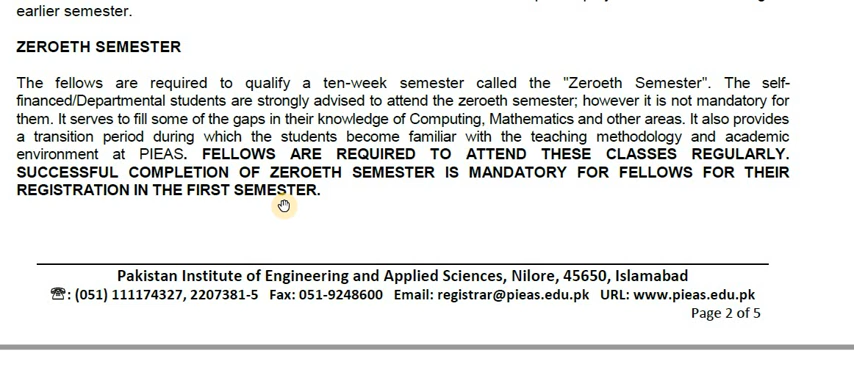 earlier semester.
ZEROETH SEMESTER
The fellows are required to qualify a ten-week semester called the "Zeroeth Semester". The self-
financed/Departmental students are strongly advised to attend the zeroeth semester; however it is not mandatory for
them. It serves to fill some of the gaps in their knowledge of Computing, Mathematics and other areas. It also provides
a transition period during which the students become familiar with the teaching methodology and academic
environment at PIEAS. FELLOWS ARE REQUIRED TO ATTEND THESE CLASSES REGULARLY.
SUCCESSFUL COMPLETION OF ZEROETH SEMESTER IS MANDATORY FOR FELLOWS FOR THEIR
REGISTRATION IN THE FIRST SEMESTER.
Pakistan Institute of Engineering and Applied Sciences, Nilore, 45650, Islamabad
☎: (051) 111174327, 2207381-5 Fax: 051-9248600 Email: registrar@pieas.edu.pk URL: www.pieas.edu.pk
Page 2 of 5